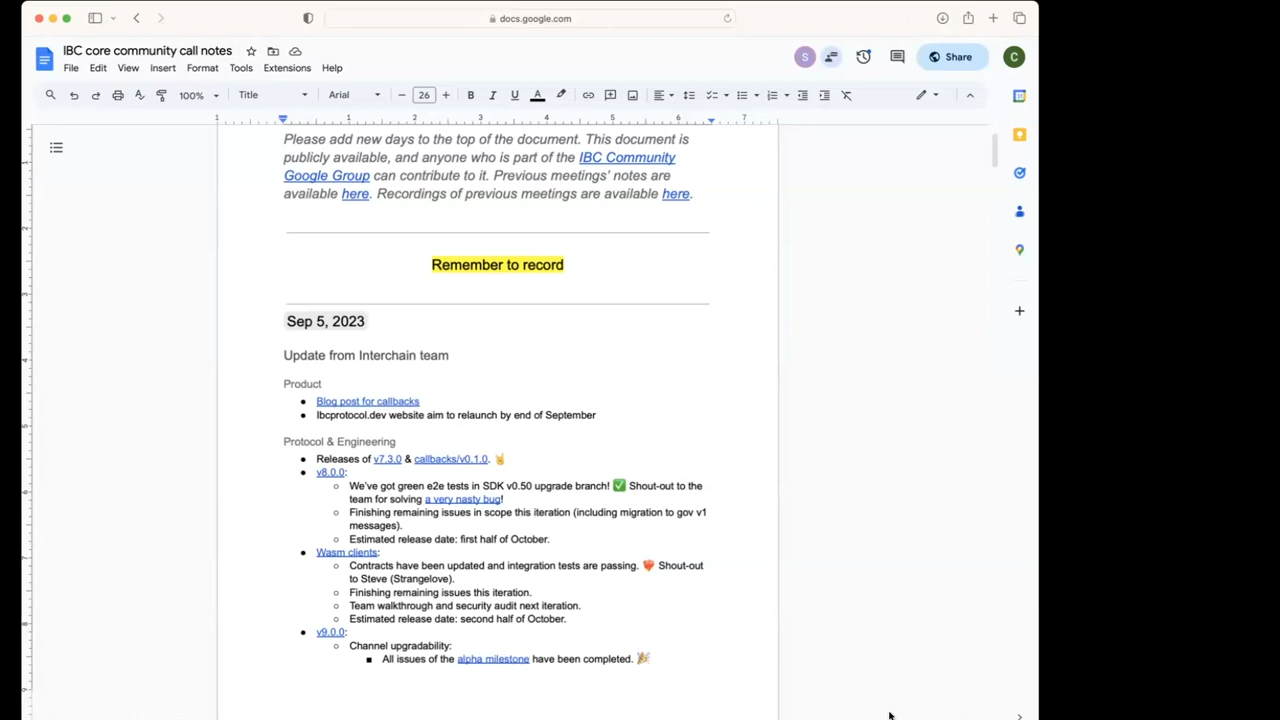 docs.google.com
IBC core community call notes
Share
S
C
File Edit View Insert Format Tools Extensions Help
100% Title Arial 26 B I U A
1 1 2 3 4 5 6 7
Please add new days to the top of the document. This document is
publicly available, and anyone who is part of the IBC Community
Google Group can contribute to it. Previous meetings' notes are
available here. Recordings of previous meetings are available here.
Remember to record
Sep 5, 2023
Update from Interchain team
Product
● Blog post for callbacks
● Ibcprotocol.dev website aim to relaunch by end of September
Protocol & Engineering
● Releases of v7.3.0 & callbacks/v0.1.0. 🤘
● v8.0.0:
○ We've got green e2e tests in SDK v0.50 upgrade branch! ✅ Shout-out to the
team for solving a very nasty bug!
○ Finishing remaining issues in scope this iteration (including migration to gov v1
messages).
○ Estimated release date: first half of October.
● Wasm clients:
○ Contracts have been updated and integration tests are passing. ❤️‍🔥 Shout-out
to Steve (Strangelove).
○ Finishing remaining issues this iteration.
○ Team walkthrough and security audit next iteration.
○ Estimated release date: second half of October.
● v9.0.0:
○ Channel upgradability:
■ All issues of the alpha milestone have been completed. 🎉